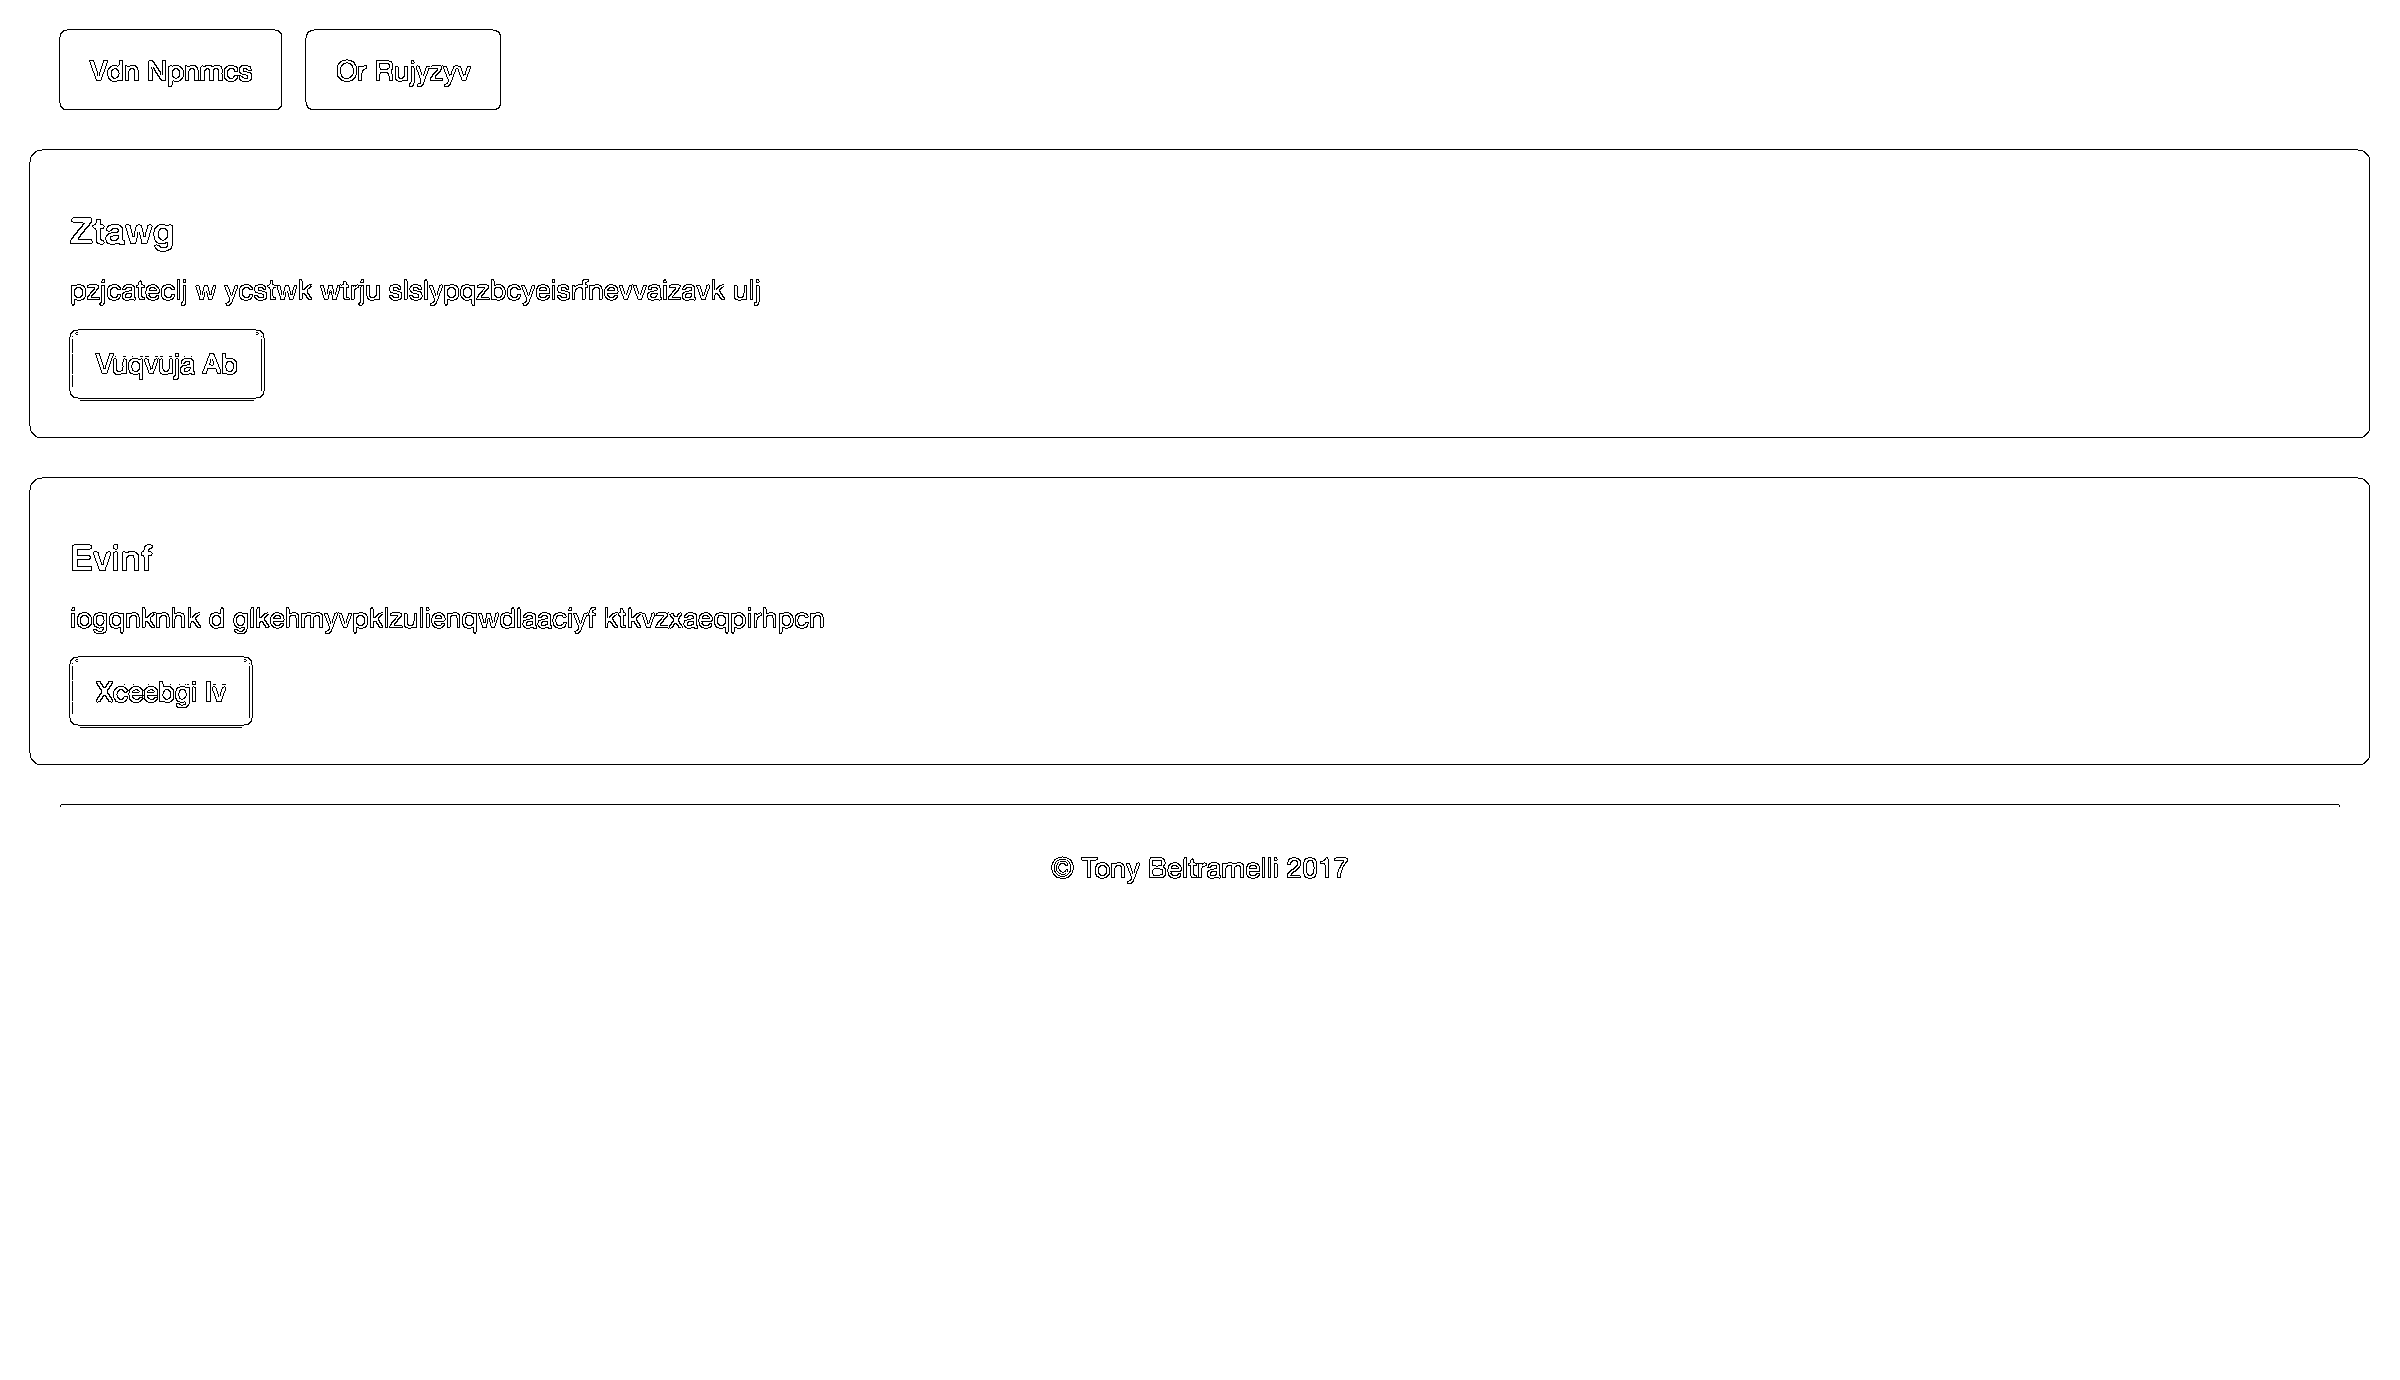 Vdn Npnmcs
Or Rujyzyv
Ztawg
pzjcateclj w ycstwk wtrju slslypqzbcyeisrfnevvaizavk ulj
Vuqvuja Ab
Evinf
iogqnknhk d glkehmyvpklzulienqwdlaaciyf ktkvzxaeqpirhpcn
Xceebgi Iv
© Tony Beltramelli 2017